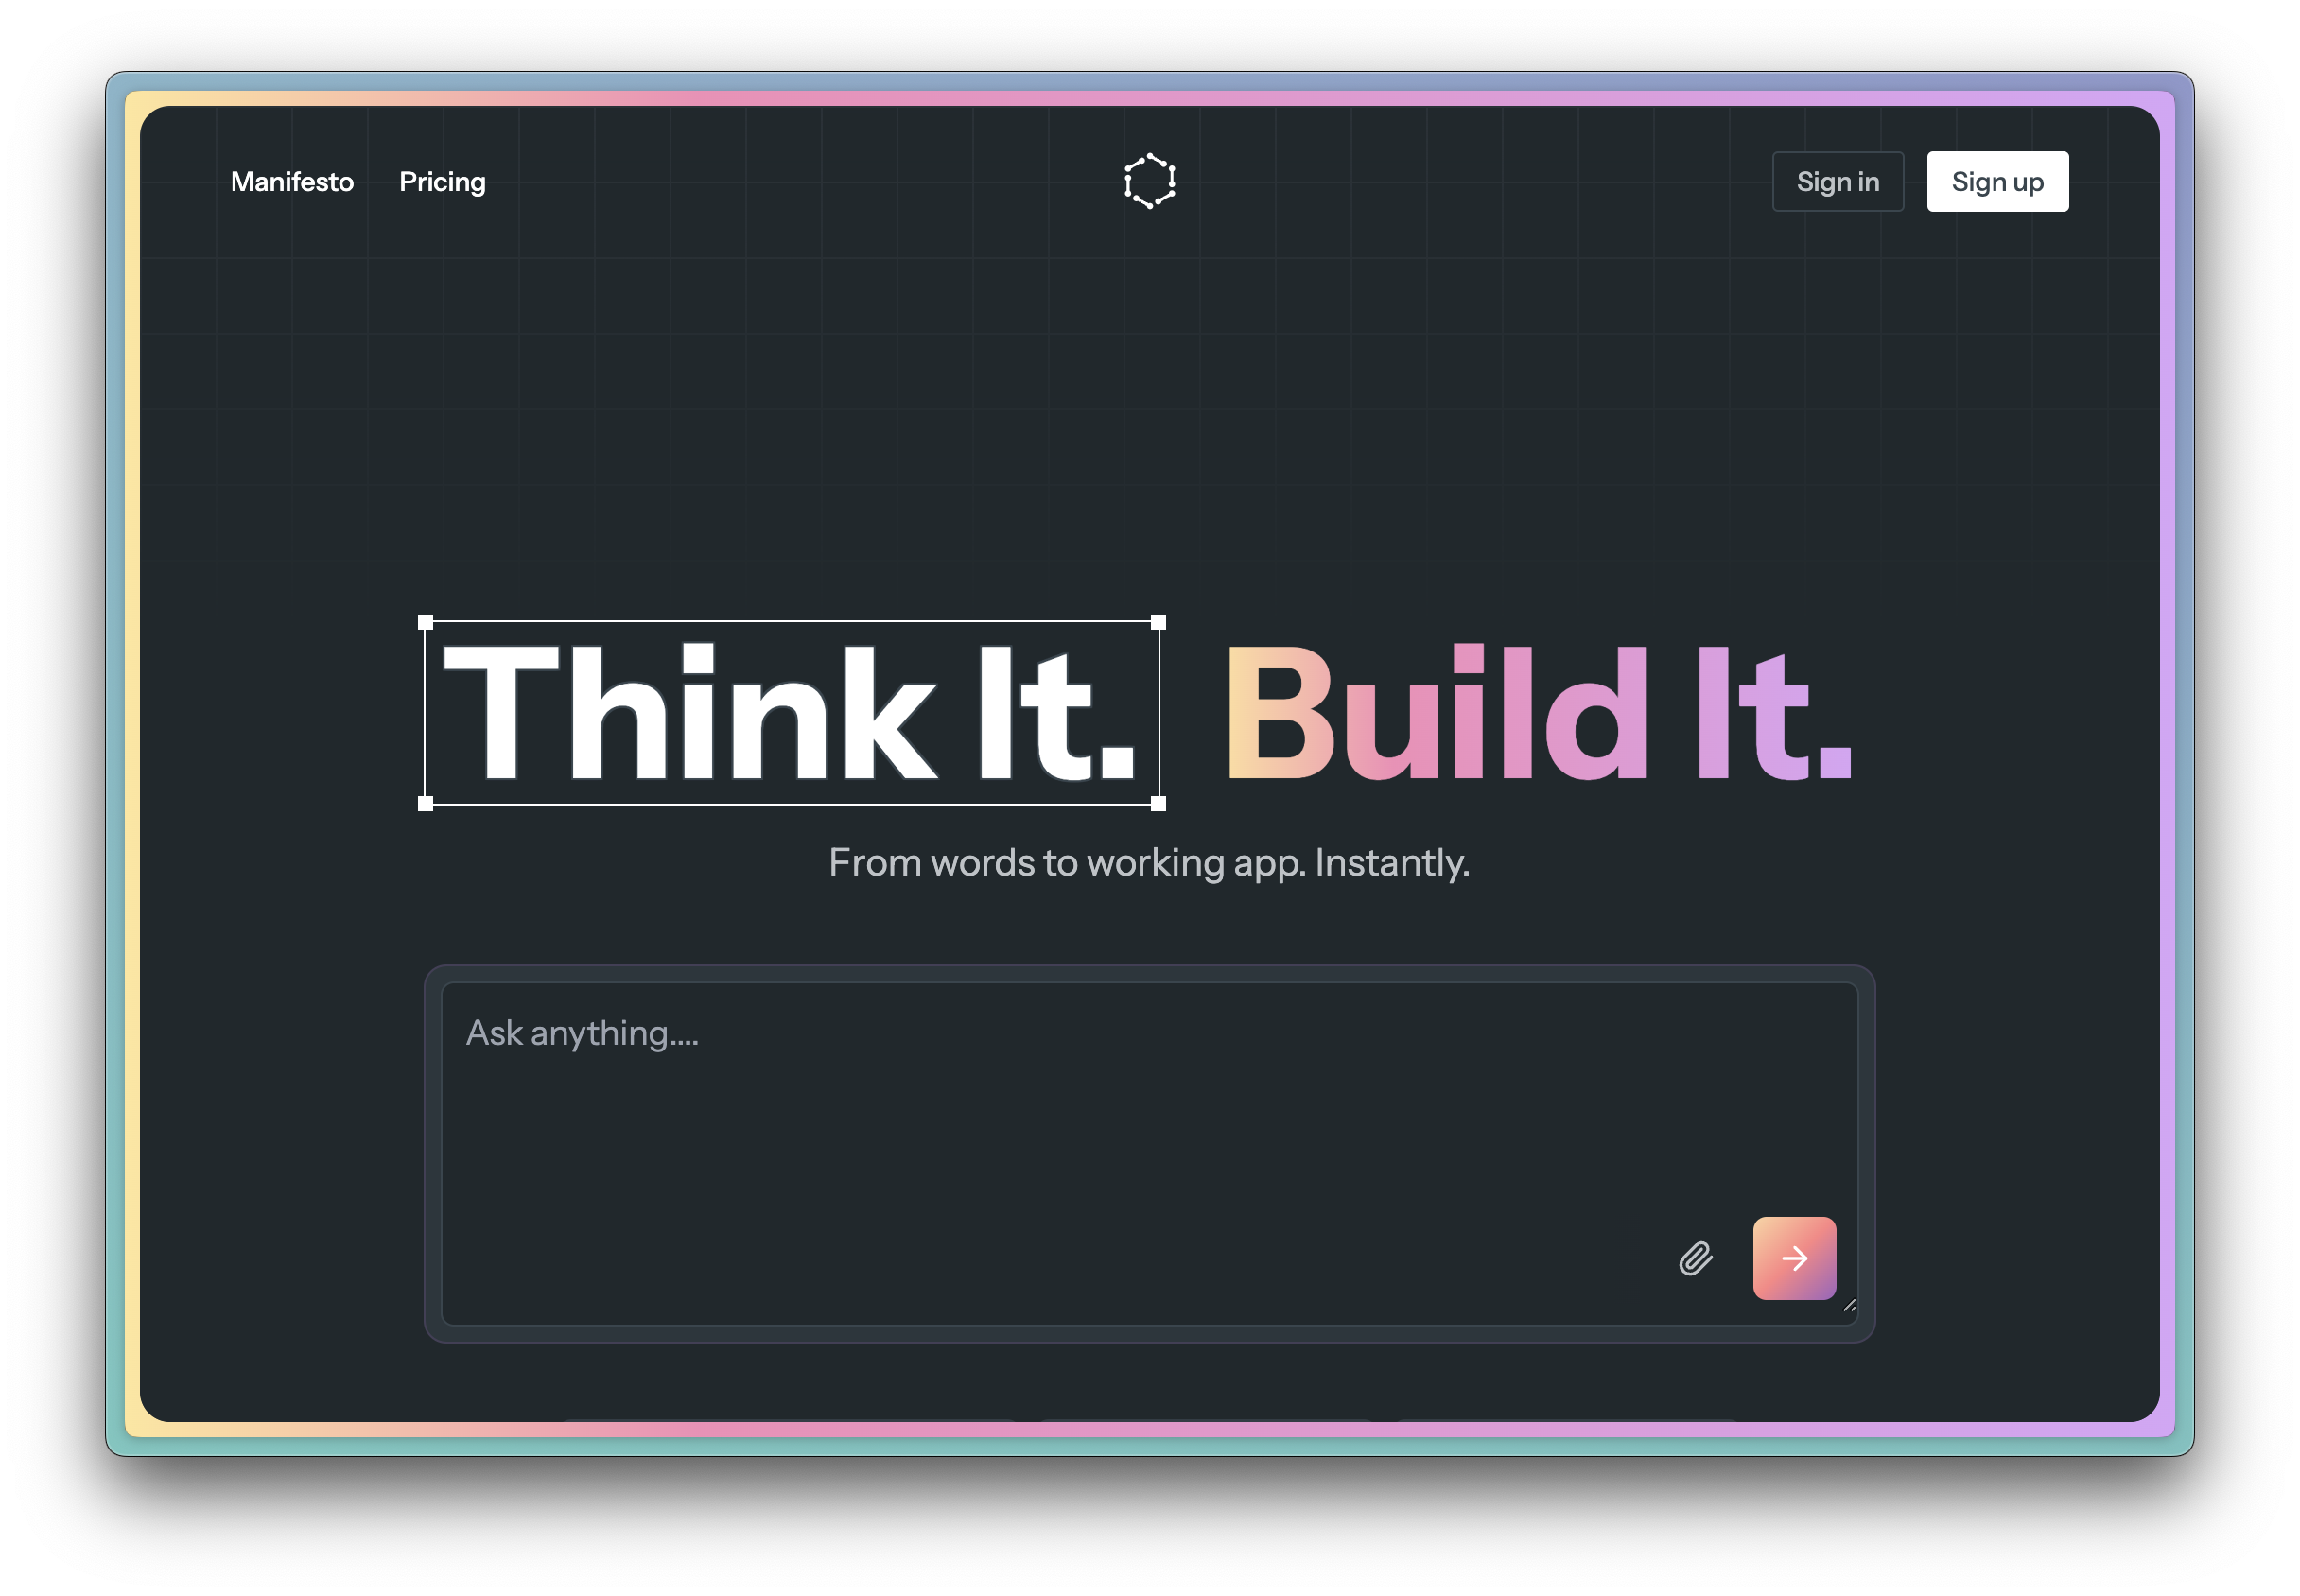 Manifesto Pricing Sign in Sign up
Think It. Build It.
From words to working app. Instantly.
Ask anything....